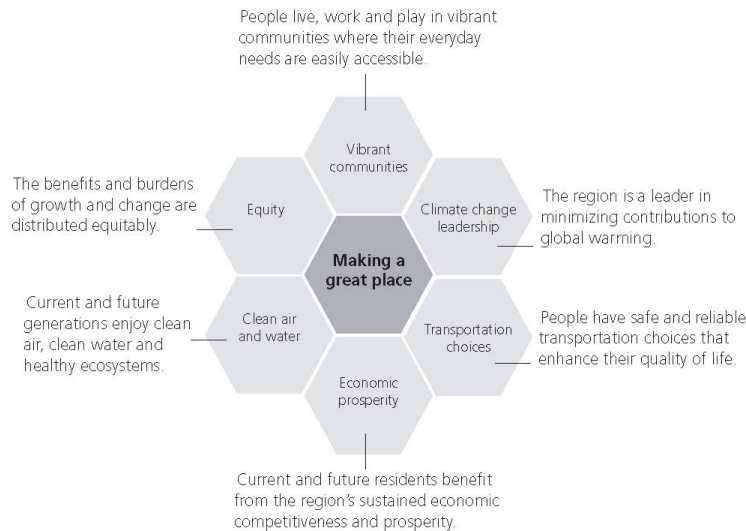 People live, work and play in vibrant
communities where their everyday
needs are easily accessible.
Vibrant
communities
The benefits and burdens
of growth and change are
distributed equitably.
Equity
Climate change
leadership
The region is a leader in
minimizing contributions to
global warming.
Making a
great place
Current and future
generations enjoy clean
air, clean water and
healthy ecosystems.
Clean air
and water
Transportation
choices
People have safe and reliable
transportation choices that
enhance their quality of life.
Economic
prosperity
Current and future residents benefit
from the region's sustained economic
competitiveness and prosperity.